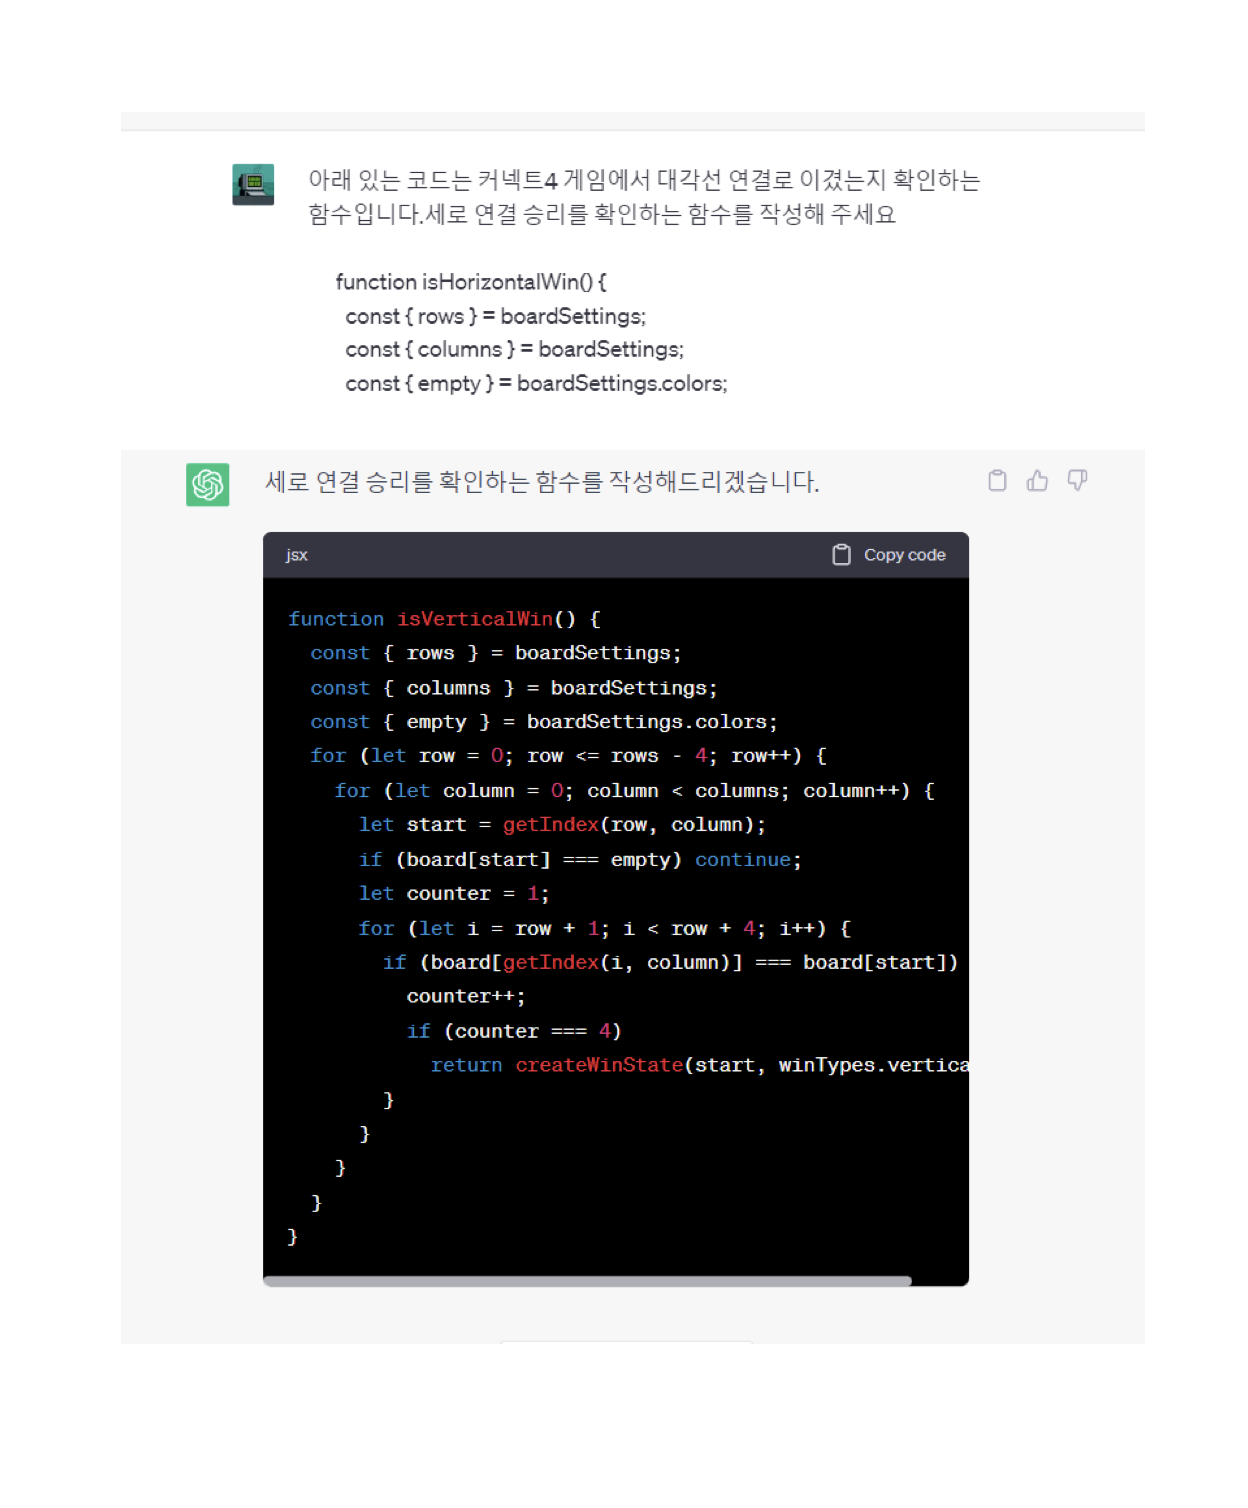 아래 있는 코드는 커넥트4 게임에서 대각선 연결로 이겼는지 확인하는
함수입니다.세로 연결 승리를 확인하는 함수를 작성해 주세요
function isHorizontalWin() {
const { rows } = boardSettings;
const { columns } = boardSettings;
const { empty } = boardSettings.colors;
세로 연결 승리를 확인하는 함수를 작성해드리겠습니다.
jsx
Copy code
function isVerticalWin() {
const { rows } = boardSettings;
const { columns } = boardSettings;
const { empty } = boardSettings.colors;
for (let row = 0; row <= rows - 4; row++) {
for (let column = 0; column < columns; column++) {
let start = getIndex(row, column);
if (board[start] === empty) continue;
let counter = 1;
for (let i = row + 1; i < row + 4; i++) {
if (board[getIndex(i, column)] === board[start])
counter++;
if (counter === 4)
return createWinState(start, winTypes.vertica
}
}
}
}
}